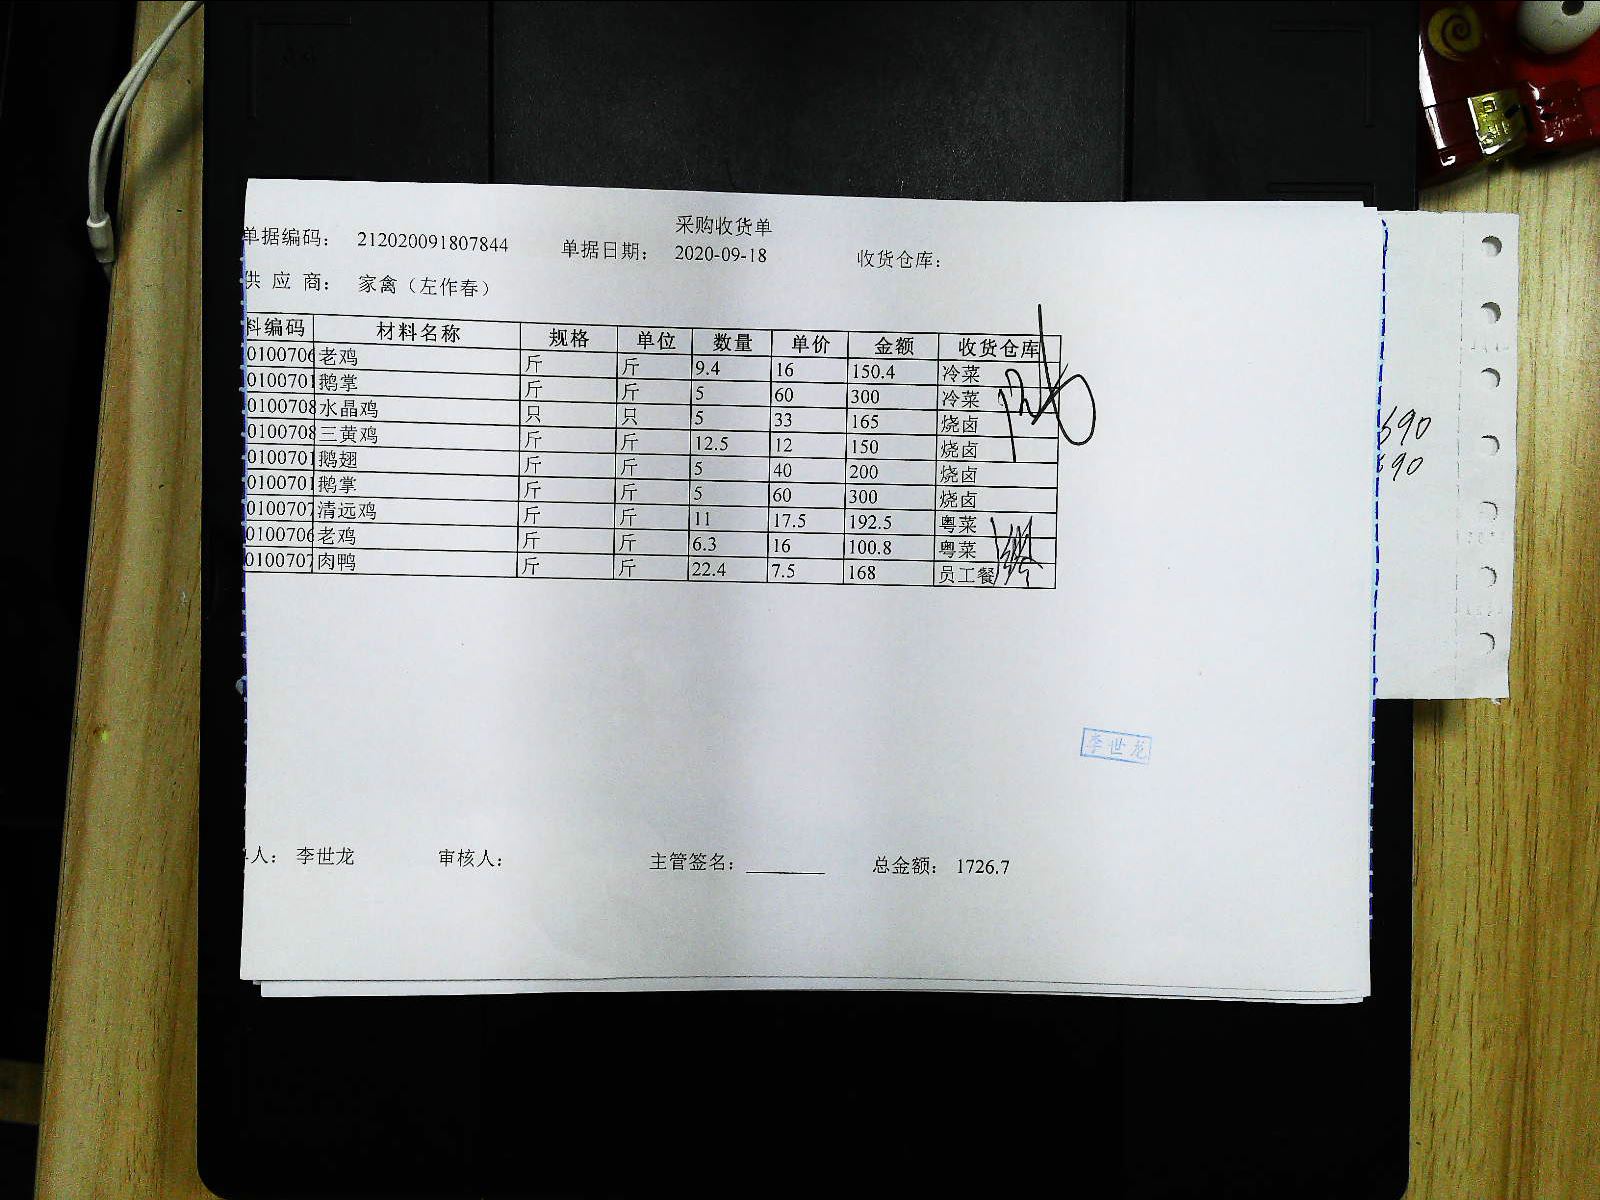 采购收货单
单据编码： 212020091807844 单据日期： 2020-09-18 收货仓库：
供 应 商： 家禽（左作春）
料编码 材料名称 规格 单位 数量 单价 金额 收货仓库
0100706 老鸡 斤 斤 9.4 16 150.4 冷菜
0100701 鹅掌 斤 斤 5 60 300 冷菜
0100708 水晶鸡 只 只 5 33 165 烧卤
0100708 三黄鸡 斤 斤 12.5 12 150 烧卤
0100701 鹅翅 斤 斤 5 40 200 烧卤
0100701 鹅掌 斤 斤 5 60 300 烧卤
0100707 清远鸡 斤 斤 11 17.5 192.5 粤菜
0100706 老鸡 斤 斤 6.3 16 100.8 粤菜
0100707 肉鸭 斤 斤 22.4 7.5 168 员工餐
690
690
李世龙
人： 李世龙 审核人： 主管签名： 总金额： 1726.7